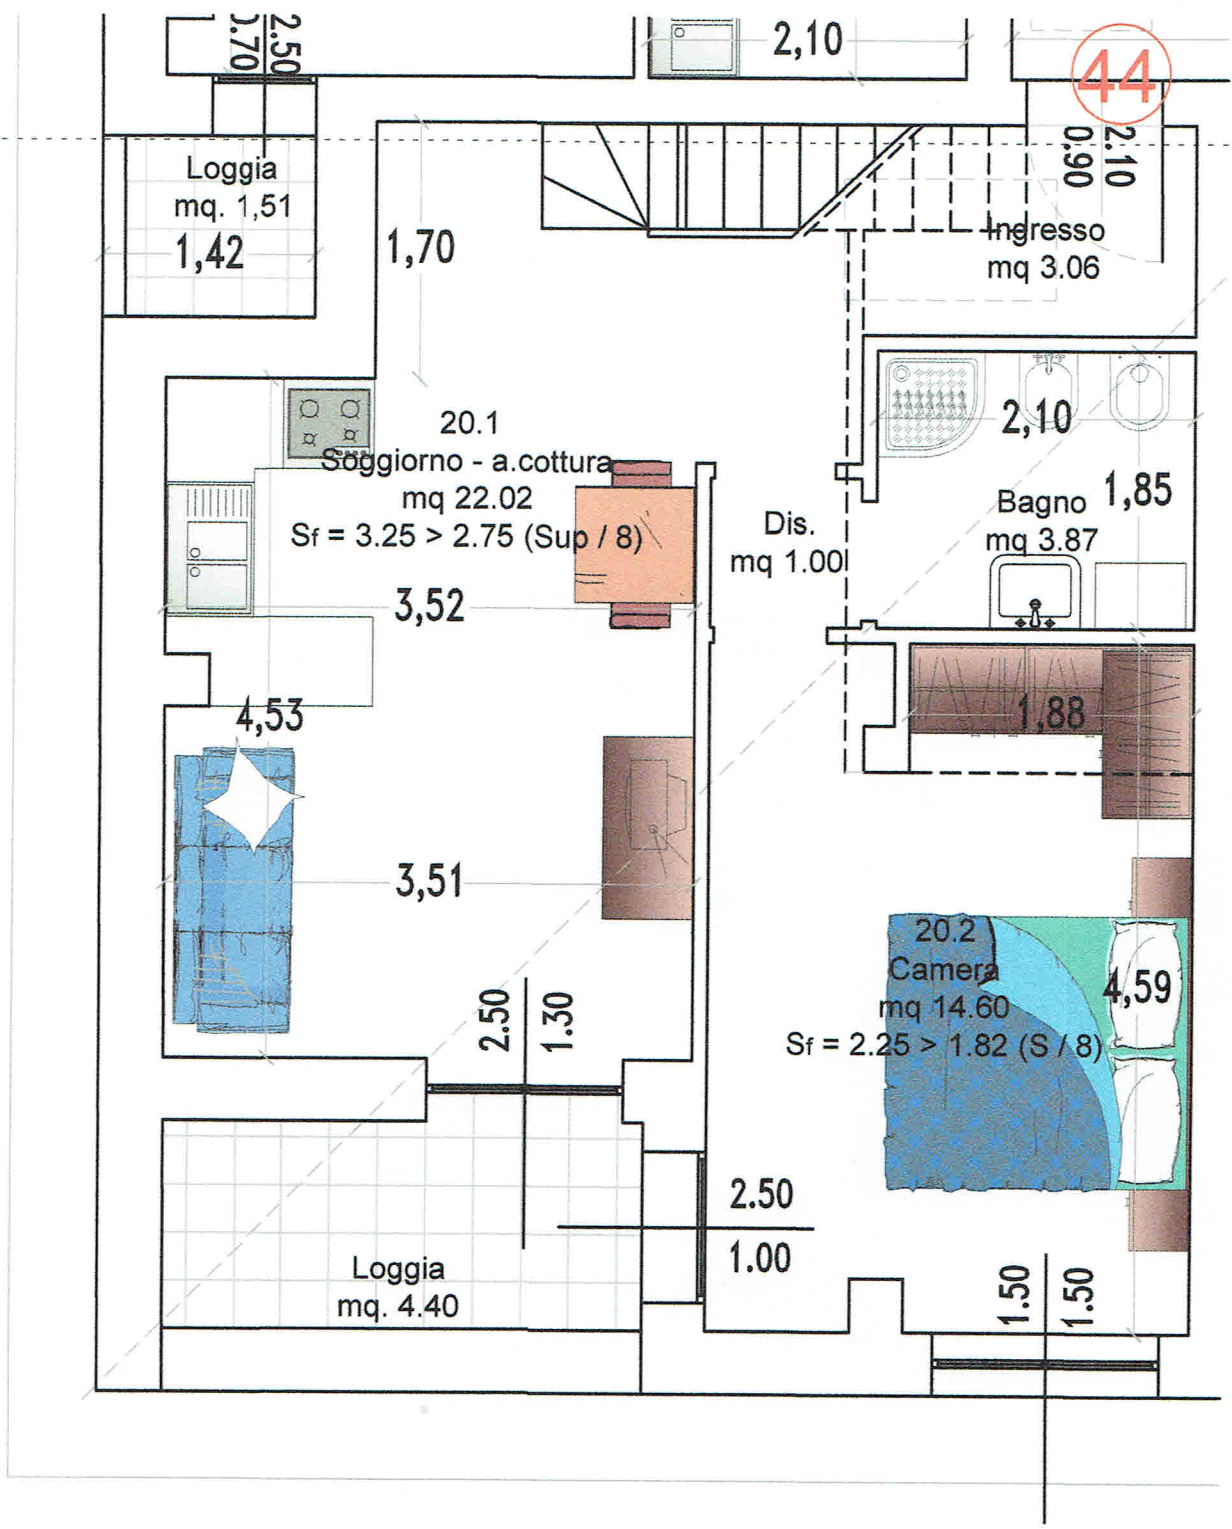 2.50
0.70
2,10
44
2.10
0.90
Loggia
mq. 1,51
1,42
1,70
Ingresso
mq 3.06
20.1
Soggiorno - a.cottura
mq 22.02
Sf = 3.25 > 2.75 (Sup / 8)
3,52
2,10
1,85
Bagno
mq 3.87
Dis.
mq 1.00
4,53
1,88
3,51
20.2
Camera
mq 14.60
4,59
Sf = 2.25 > 1.82 (S / 8)
2.50
1.30
2.50
1.00
Loggia
mq. 4.40
1.50
1.50